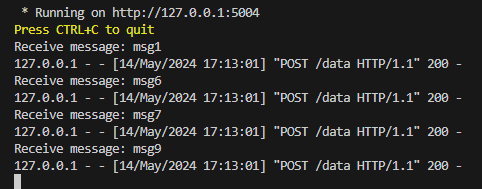 * Running on http://127.0.0.1:5004
Press CTRL+C to quit
Receive message: msg1
127.0.0.1 - - [14/May/2024 17:13:01] "POST /data HTTP/1.1" 200 -
Receive message: msg6
127.0.0.1 - - [14/May/2024 17:13:01] "POST /data HTTP/1.1" 200 -
Receive message: msg7
127.0.0.1 - - [14/May/2024 17:13:01] "POST /data HTTP/1.1" 200 -
Receive message: msg9
127.0.0.1 - - [14/May/2024 17:13:01] "POST /data HTTP/1.1" 200 -